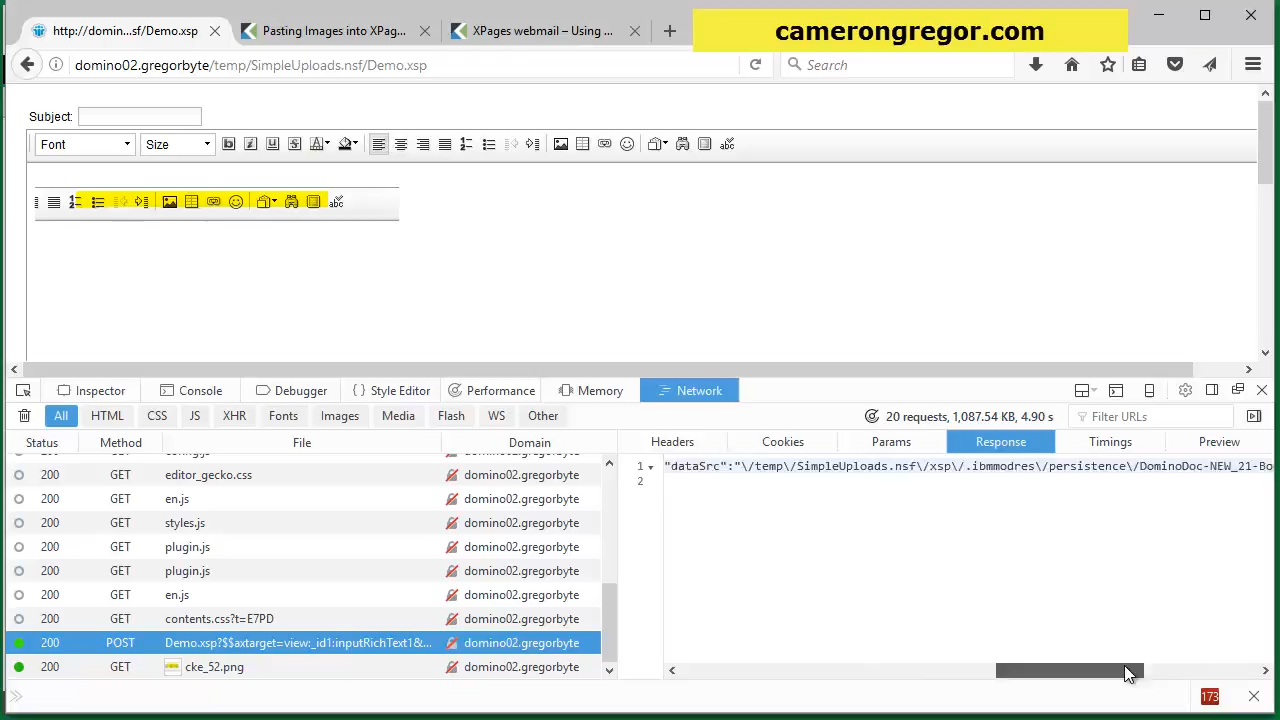 http://domin...sf/Demo.xsp
Pasting Images into XPag...
XPages webmail – Using ...
camerongregor.com
domino02.gregorbyte/temp/SimpleUploads.nsf/Demo.xsp
Search
Subject:
Font
Size
abc
abc
Inspector
Console
Debugger
{ } Style Editor
Performance
Memory
Network
All
HTML
CSS
JS
XHR
Fonts
Images
Media
Flash
WS
Other
20 requests, 1,087.54 KB, 4.90 s
Filter URLs
Status Method File Domain
Headers Cookies Params Response Timings Preview
200 GET editor_gecko.css domino02.gregorbyte
200 GET en.js domino02.gregorbyte
200 GET styles.js domino02.gregorbyte
200 GET plugin.js domino02.gregorbyte
200 GET plugin.js domino02.gregorbyte
200 GET en.js domino02.gregorbyte
200 GET contents.css?t=E7PD domino02.gregorbyte
200 POST Demo.xsp?$$axtarget=view:_id1:inputRichText1&... domino02.gregorbyte
200 GET cke_52.png domino02.gregorbyte
1 "dataSrc":"\/temp\/SimpleUploads.nsf\/xsp\/.ibmmodres\/persistence\/DominoDoc-NEW_21-Bo
2
173